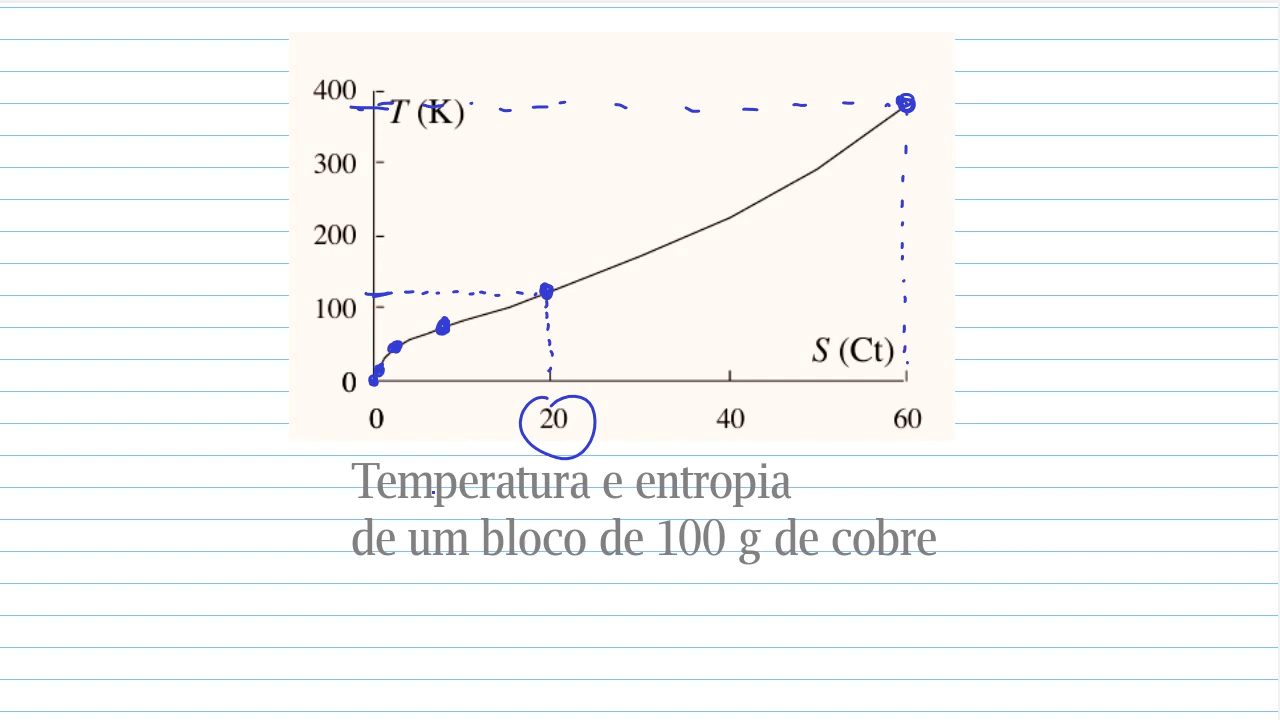 400
T (K)
300
200
100
S (Ct)
0
0 20 40 60
Temperatura e entropia
de um bloco de 100 g de cobre